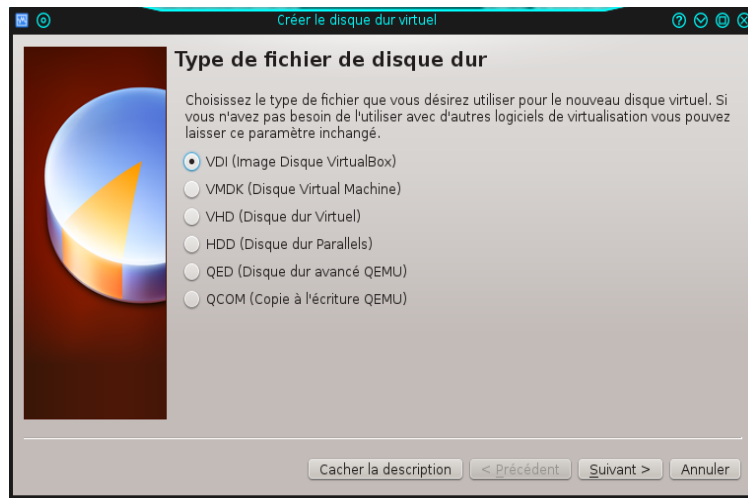 Créer le disque dur virtuel
Type de fichier de disque dur
Choisissez le type de fichier que vous désirez utiliser pour le nouveau disque virtuel. Si
vous n'avez pas besoin de l'utiliser avec d'autres logiciels de virtualisation vous pouvez
laisser ce paramètre inchangé.
VDI (Image Disque VirtualBox)
VMDK (Disque Virtual Machine)
VHD (Disque dur Virtuel)
HDD (Disque dur Parallels)
QED (Disque dur avancé QEMU)
QCOM (Copie à l'écriture QEMU)
Cacher la description < Précédent Suivant > Annuler